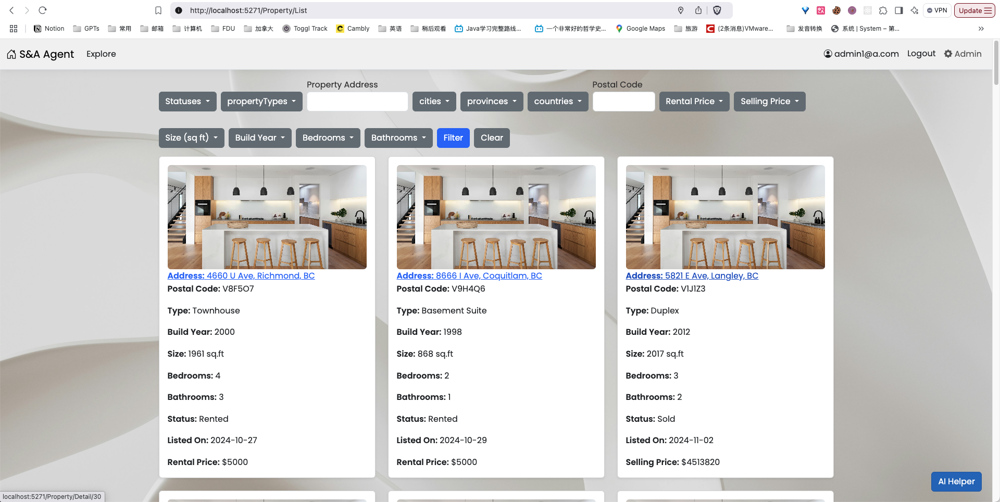 http://localhost:5271/Property/List
VPN
Update
Notion
GPTs
常用
邮箱
计算机
FDU
加拿大
Toggl Track
Cambly
英语
稍后观看
Java学习完整路线...
一个非常好的哲学史...
Google Maps
旅游
(2条消息)VMware...
发音转换
系统 | System – 第...
S&A Agent
Explore
admin1@a.com
Logout
Admin
Property Address
Postal Code
Statuses
propertyTypes
cities
provinces
countries
Rental Price
Selling Price
Size (sq ft)
Build Year
Bedrooms
Bathrooms
Filter
Clear
Address: 4660 U Ave, Richmond, BC
Postal Code: V8F5O7
Type: Townhouse
Build Year: 2000
Size: 1961 sq.ft
Bedrooms: 4
Bathrooms: 3
Status: Rented
Listed On: 2024-10-27
Rental Price: $5000
Address: 8666 I Ave, Coquitlam, BC
Postal Code: V9H4Q6
Type: Basement Suite
Build Year: 1998
Size: 868 sq.ft
Bedrooms: 2
Bathrooms: 1
Status: Rented
Listed On: 2024-10-29
Rental Price: $5000
Address: 5821 E Ave, Langley, BC
Postal Code: V1J1Z3
Type: Duplex
Build Year: 2012
Size: 2017 sq.ft
Bedrooms: 3
Bathrooms: 2
Status: Sold
Listed On: 2024-11-02
Selling Price: $4513820
AI Helper
localhost:5271/Property/Detail/30